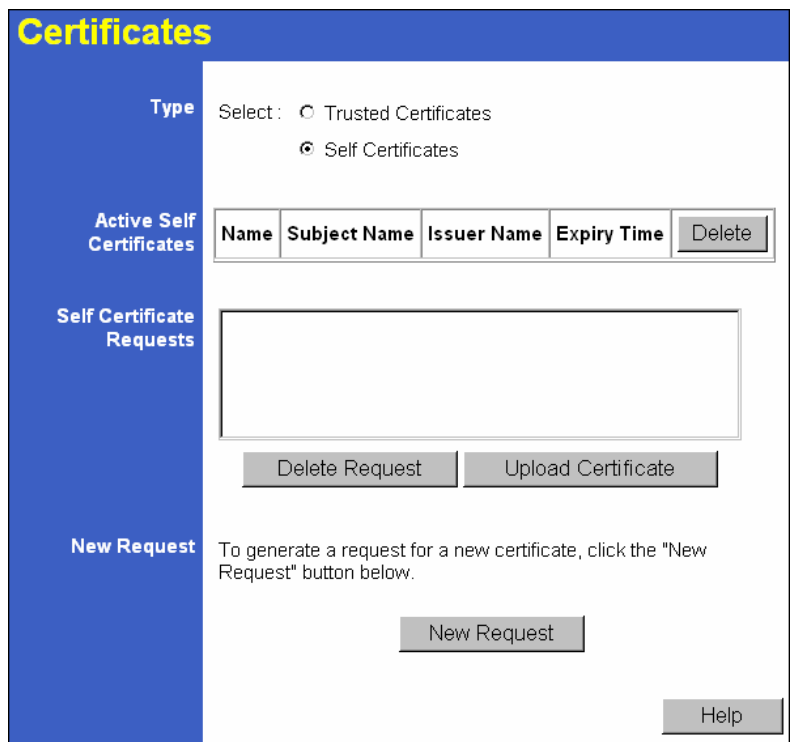 Certificates
Type
Select : Trusted Certificates
Self Certificates
Active Self
Certificates
Name Subject Name Issuer Name Expiry Time Delete
Self Certificate
Requests
Delete Request Upload Certificate
New Request
To generate a request for a new certificate, click the "New
Request" button below.
New Request
Help